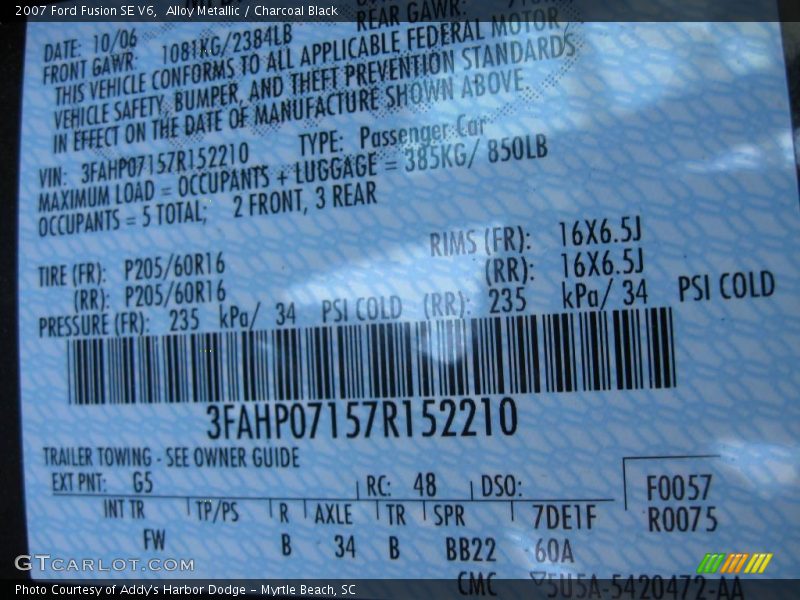 2007 Ford Fusion SE V6, Alloy Metallic / Charcoal Black
DATE: 10/06
REAR GAWR:
FRONT GAWR: 1081KG/2384LB
THIS VEHICLE CONFORMS TO ALL APPLICABLE FEDERAL MOTOR
VEHICLE SAFETY, BUMPER, AND THEFT PREVENTION STANDARDS
IN EFFECT ON THE DATE OF MANUFACTURE SHOWN ABOVE.
VIN: 3FAHP07157R152210 TYPE: Passenger Car
MAXIMUM LOAD = OCCUPANTS + LUGGAGE = 385KG/ 850LB
OCCUPANTS = 5 TOTAL, 2 FRONT, 3 REAR
TIRE (FR): P205/60R16 RIMS (FR): 16X6.5J
(RR): P205/60R16 (RR): 16X6.5J
PRESSURE (FR): 235 kPa/ 34 PSI COLD (RR): 235 kPa/ 34 PSI COLD
3FAHP07157R152210
TRAILER TOWING - SEE OWNER GUIDE
EXT PNT: G5 RC: 48 DSO: F0057
INT TR TP/PS R AXLE TR SPR 7DE1F R0075
FW B 34 B BB22 60A
CMC ▽5U5A-5420472-AA
GTCARLOT.COM
Photo Courtesy of Addy's Harbor Dodge – Myrtle Beach, SC